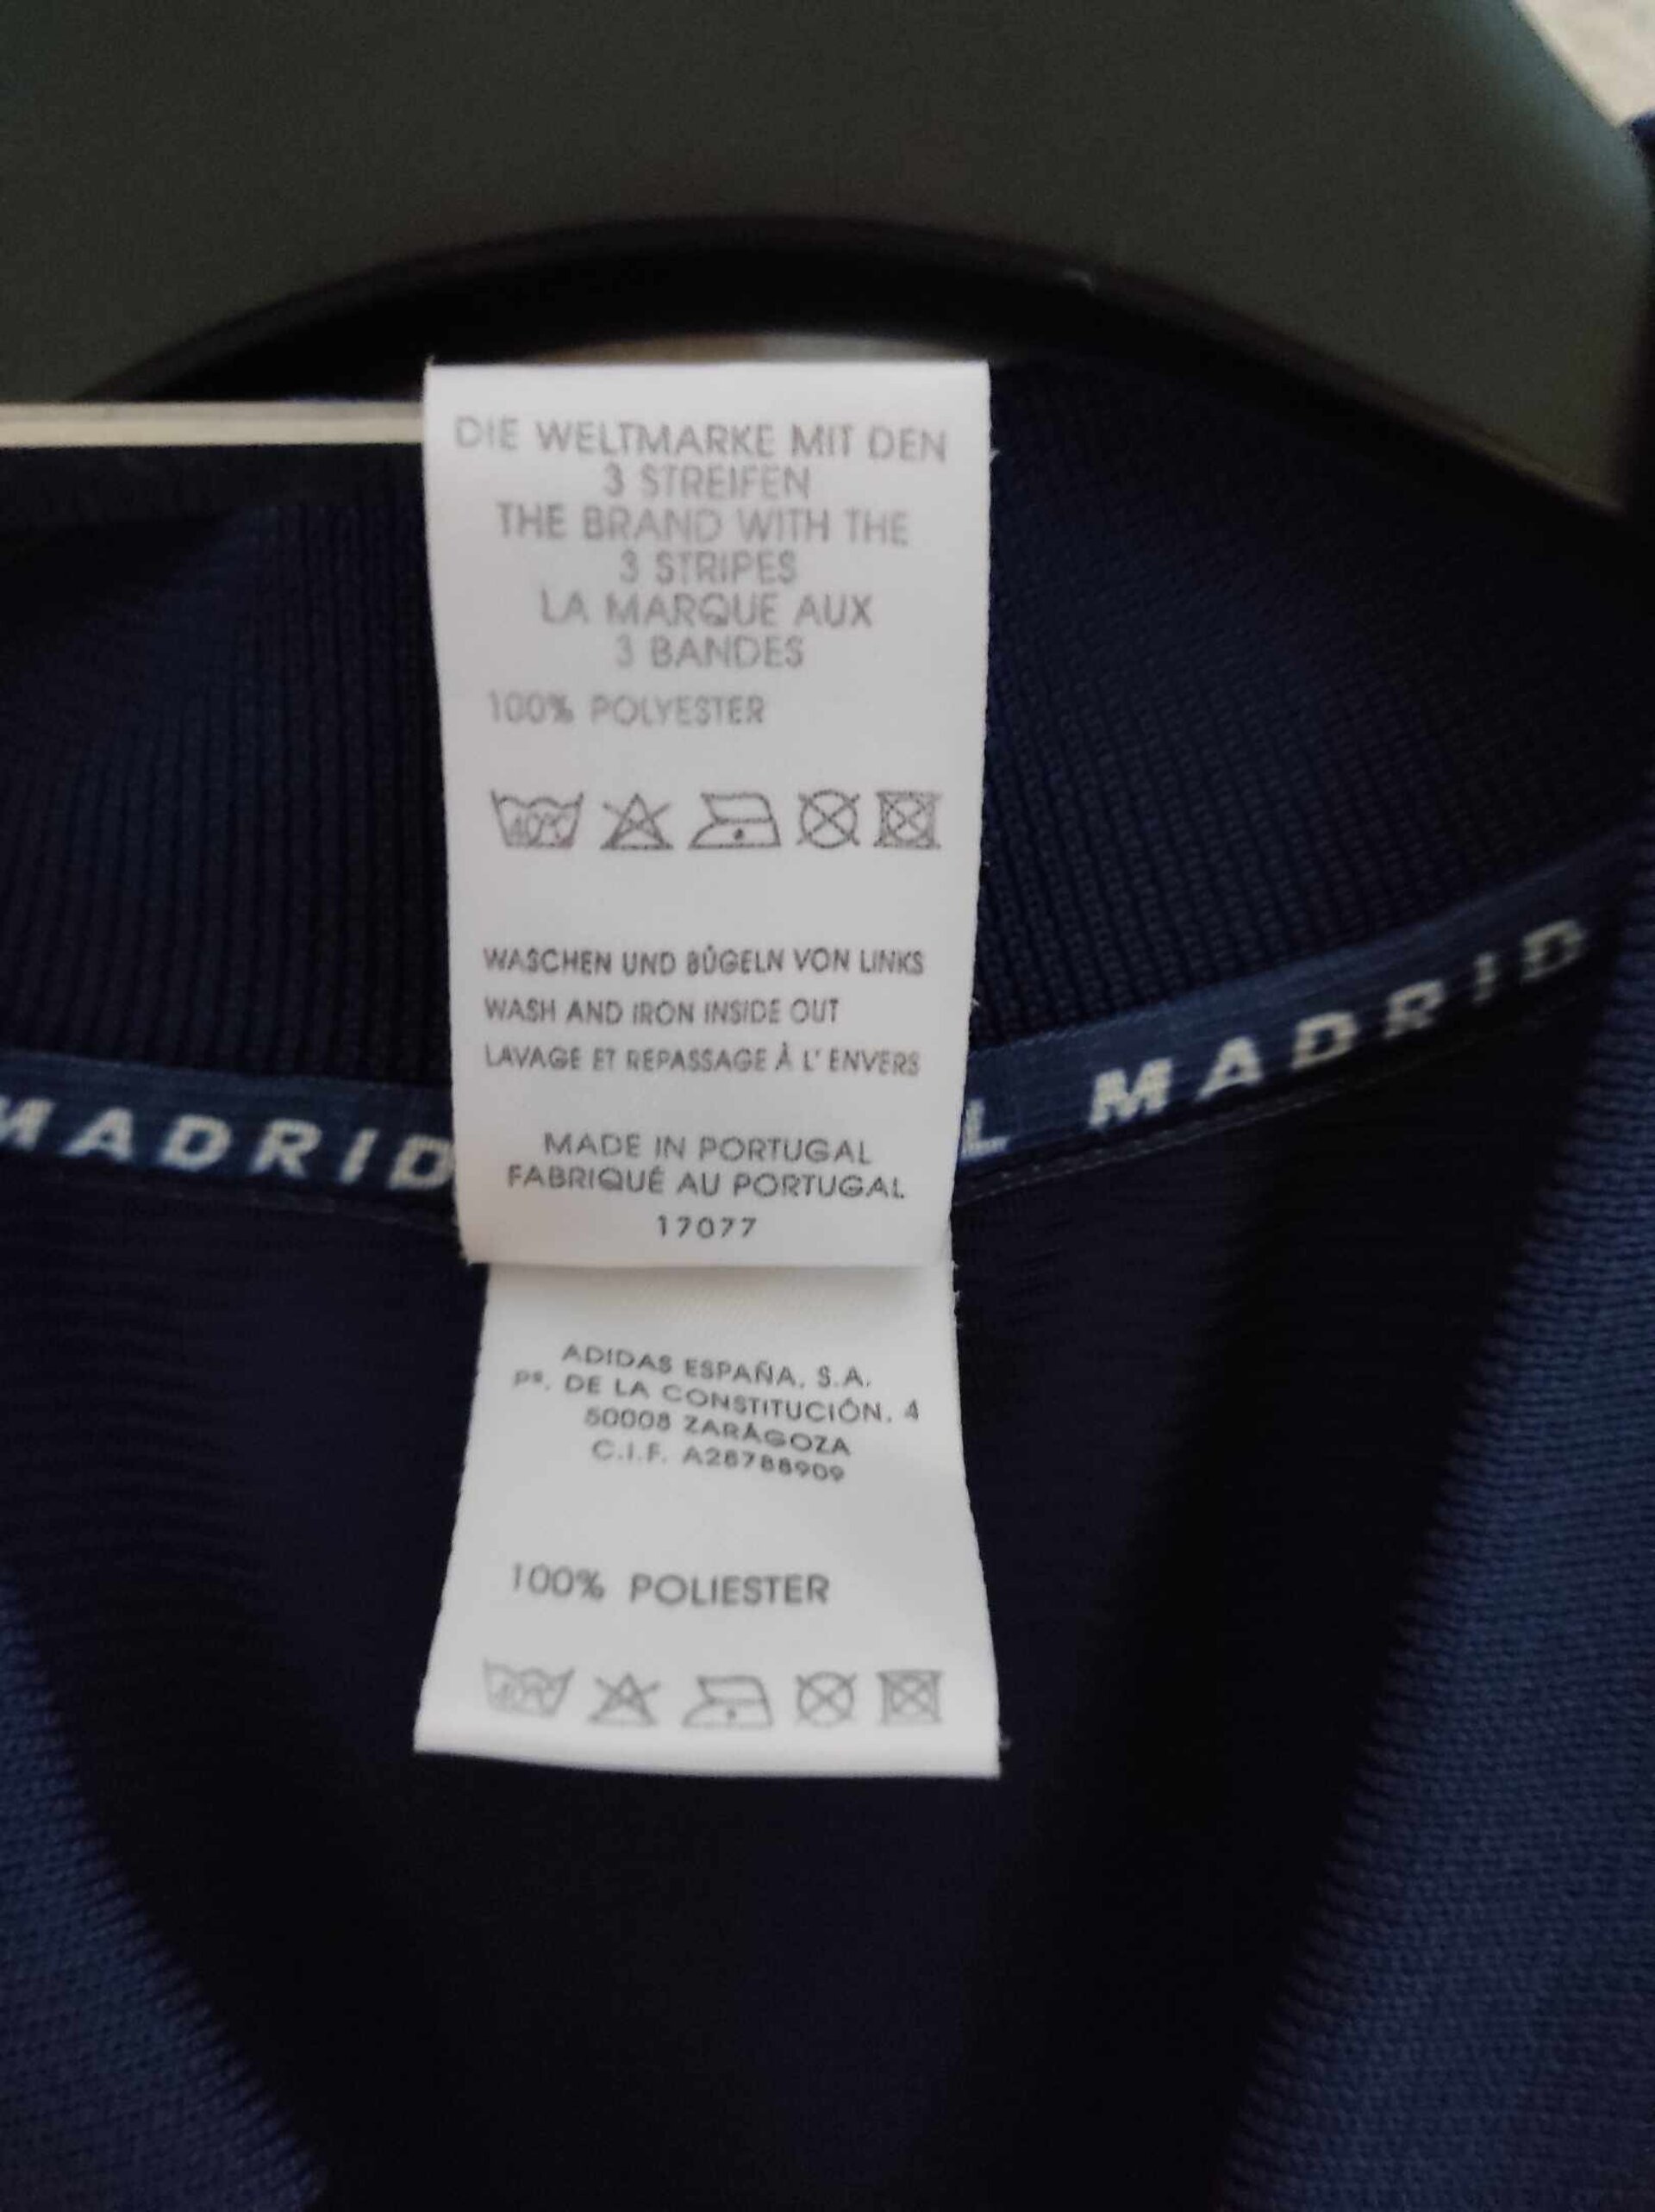 DIE WELTMARKE MIT DEN
3 STREIFEN
THE BRAND WITH THE
3 STRIPES
LA MARQUE AUX
3 BANDES
100% POLYESTER
40°C
WASCHEN UND BÜGELN VON LINKS
WASH AND IRON INSIDE OUT
LAVAGE ET REPASSAGE À L' ENVERS
MADE IN PORTUGAL
FABRIQUÉ AU PORTUGAL
17077
MADRID
L MADRID
ADIDAS ESPAÑA, S.A.
Pº. DE LA CONSTITUCIÓN, 4
50008 ZARAGOZA
C.I.F. A28788909
100% POLIESTER
40°C